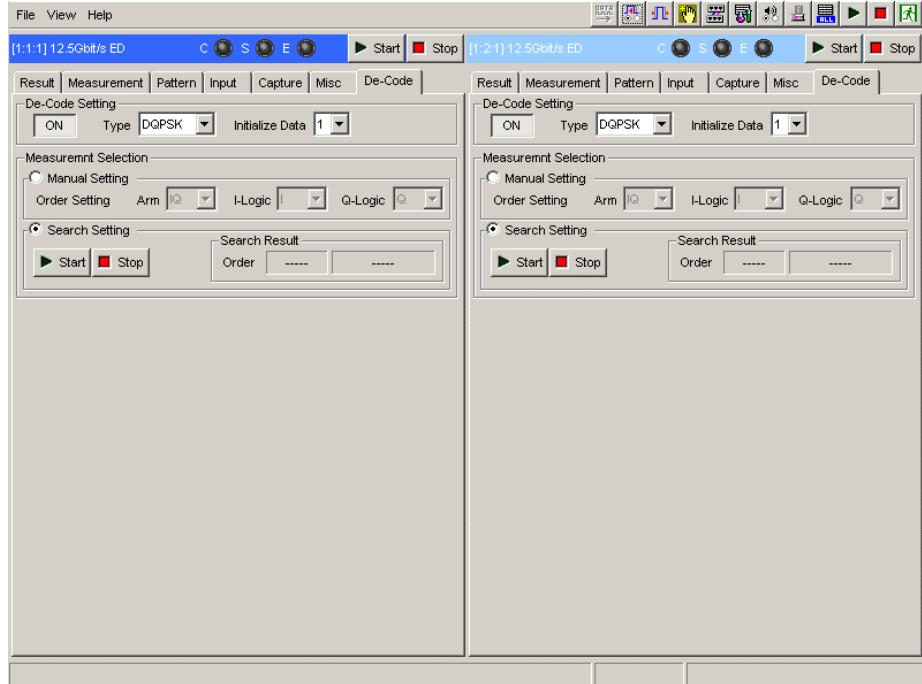 File View Help
DATA
ALL
[1:1:1] 12.5Gbit/s ED C S E Start Stop
[1:2:1] 12.5Gbit/s ED C S E Start Stop
Result Measurement Pattern Input Capture Misc De-Code
Result Measurement Pattern Input Capture Misc De-Code
De-Code Setting
ON Type DQPSK Initialize Data 1
De-Code Setting
ON Type DQPSK Initialize Data 1
Measuremnt Selection
Manual Setting
Order Setting Arm IQ I-Logic I Q-Logic Q
Search Setting
Start Stop
Search Result
Order ----- -----
Measuremnt Selection
Manual Setting
Order Setting Arm IQ I-Logic I Q-Logic Q
Search Setting
Start Stop
Search Result
Order ----- -----